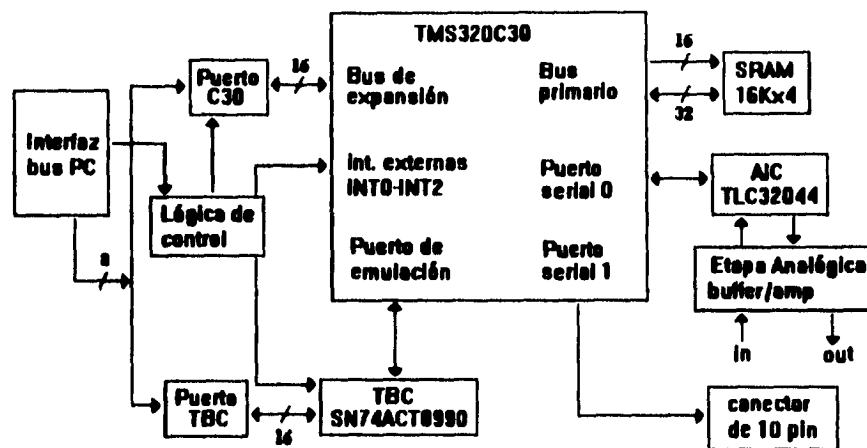 TMS320C30
16
Puerto
C30
16
Bus de
expansión
Bus
primario
SRAM
16Kx4
32
Interfaz
bus PC
Int. externas
INT0-INT2
Puerto
serial 0
AIC
TLC32044
Lógica de
control
8
Puerto de
emulación
Puerto
serial 1
Etapa Analógica
buffer/amp
in
out
Puerto
TBC
16
TBC
SN74ACT8990
conector
de 10 pin